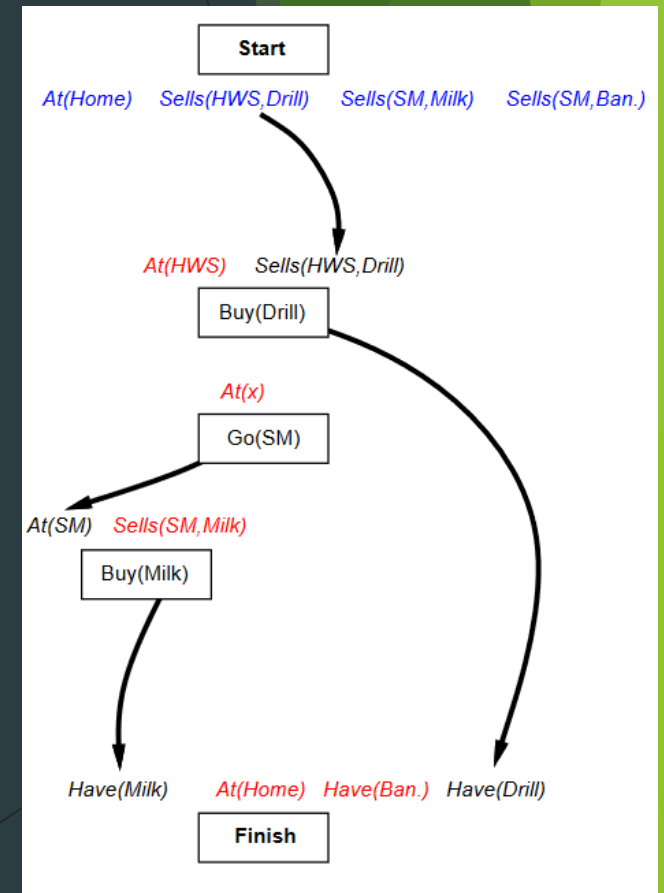 Start
At(Home) Sells(HWS,Drill) Sells(SM,Milk) Sells(SM,Ban.)
At(HWS) Sells(HWS,Drill)
Buy(Drill)
At(x)
Go(SM)
At(SM) Sells(SM,Milk)
Buy(Milk)
Have(Milk) At(Home) Have(Ban.) Have(Drill)
Finish